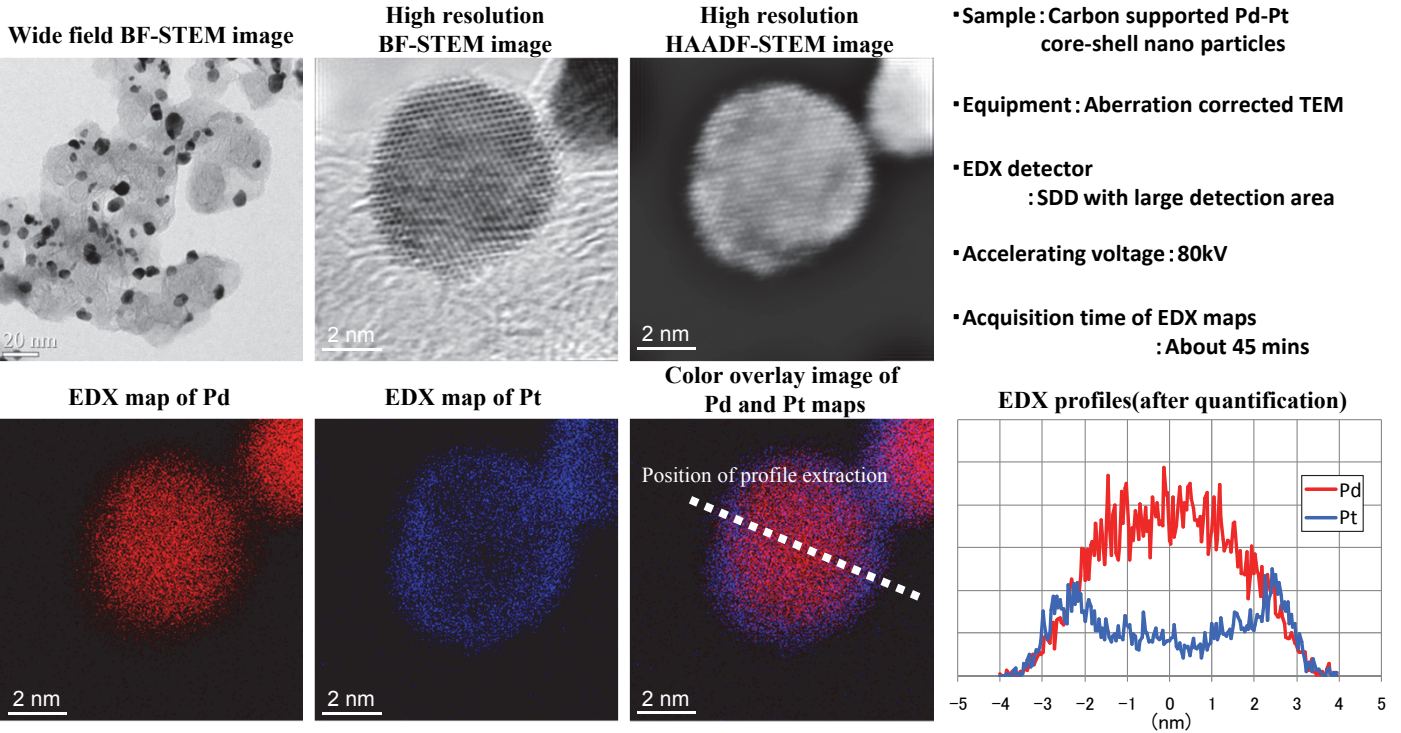 Wide field BF-STEM image
High resolution
BF-STEM image
High resolution
HAADF-STEM image
20 nm
2 nm
2 nm
・Sample：Carbon supported Pd-Pt
core-shell nano particles
・Equipment：Aberration corrected TEM
・EDX detector
：SDD with large detection area
・Accelerating voltage：80kV
・Acquisition time of EDX maps
：About 45 mins
EDX map of Pd
EDX map of Pt
Color overlay image of
Pd and Pt maps
EDX profiles(after quantification)
2 nm
2 nm
Position of profile extraction
2 nm
Pd
Pt
−5 −4 −3 −2 −1 0 1 2 3 4 5
(nm)